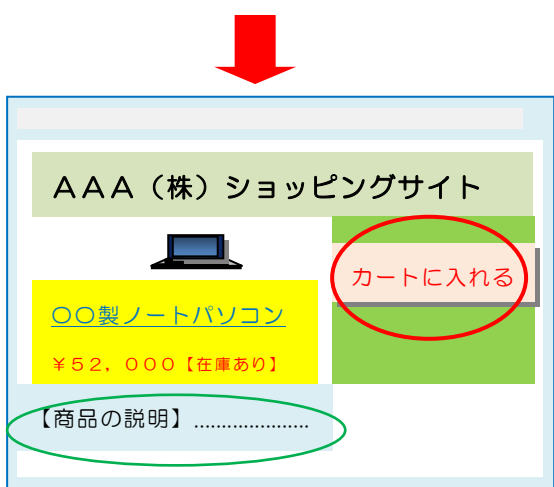 AAA（株）ショッピングサイト
カートに入れる
〇〇製ノートパソコン
￥５２，０００【在庫あり】
【商品の説明】.....................